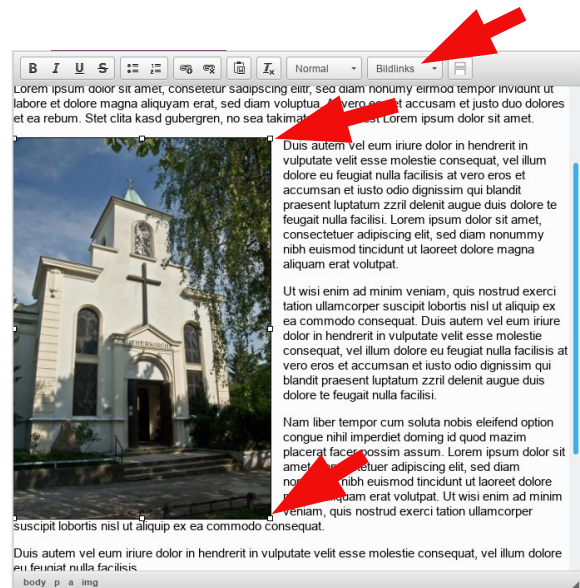 B I U S Normal Bildlinks
Lorem ipsum dolor sit amet, consetetur sadipscing elitr, sed diam nonumy eirmod tempor invidunt ut
labore et dolore magna aliquyam erat, sed diam voluptua. At vero eos et accusam et justo duo dolores
et ea rebum. Stet clita kasd gubergren, no sea takimata Lorem ipsum dolor sit amet.
Duis autem vel eum iriure dolor in hendrerit in
vulputate velit esse molestie consequat, vel illum
dolore eu feugiat nulla facilisis at vero eros et
accumsan et iusto odio dignissim qui blandit
praesent luptatum zzril delenit augue duis dolore te
feugait nulla facilisi. Lorem ipsum dolor sit amet,
consectetuer adipiscing elit, sed diam nonummy
nibh euismod tincidunt ut laoreet dolore magna
aliquam erat volutpat.
Ut wisi enim ad minim veniam, quis nostrud exerci
tation ullamcorper suscipit lobortis nisl ut aliquip ex
ea commodo consequat. Duis autem vel eum iriure
dolor in hendrerit in vulputate velit esse molestie
consequat, vel illum dolore eu feugiat nulla facilisis at
vero eros et accumsan et iusto odio dignissim qui
blandit praesent luptatum zzril delenit augue duis
dolore te feugait nulla facilisi.
Nam liber tempor cum soluta nobis eleifend option
congue nihil imperdiet doming id quod mazim
placerat facer possim assum. Lorem ipsum dolor sit
amet, consectetuer adipiscing elit, sed diam
nibh euismod tincidunt ut laoreet dolore
aliquam erat volutpat. Ut wisi enim ad minim
veniam, quis nostrud exerci tation ullamcorper
suscipit lobortis nisl ut aliquip ex ea commodo consequat.
Duis autem vel eum iriure dolor in hendrerit in vulputate velit esse molestie consequat, vel illum dolore
eu feugiat nulla facilisis
body p a img